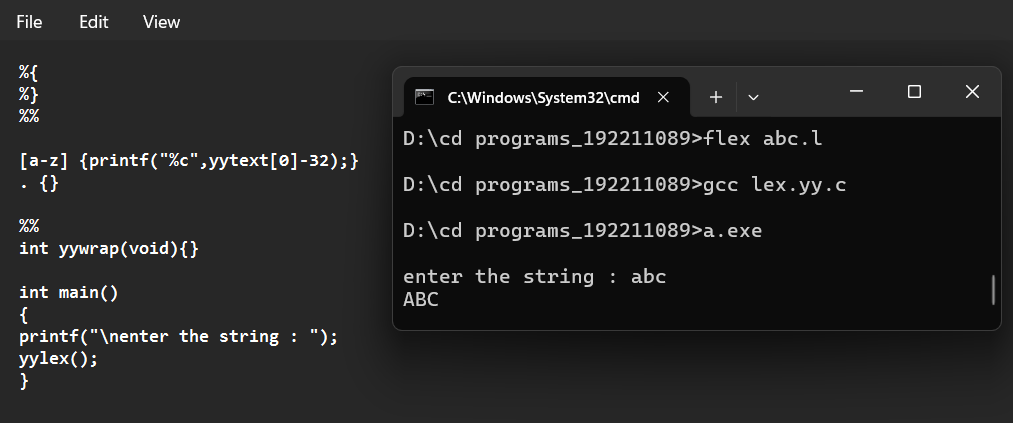 File Edit View
%{
%}
%%
[a-z] {printf("%c",yytext[0]-32);}
. {}
%%
int yywrap(void){}
int main()
{
printf("\nenter the string : ");
yylex();
}
C:\Windows\System32\cmd
D:\cd programs_192211089>flex abc.l
D:\cd programs_192211089>gcc lex.yy.c
D:\cd programs_192211089>a.exe
enter the string : abc
ABC